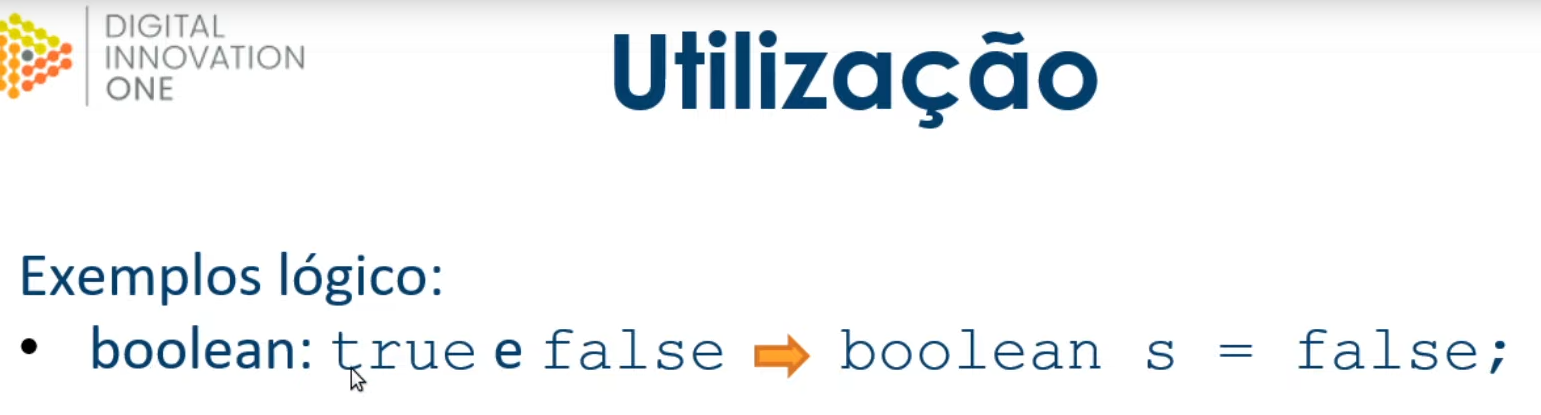 DIGITAL
INNOVATION
ONE
Utilização
Exemplos lógico:
• boolean: true e false ➡ boolean s = false;